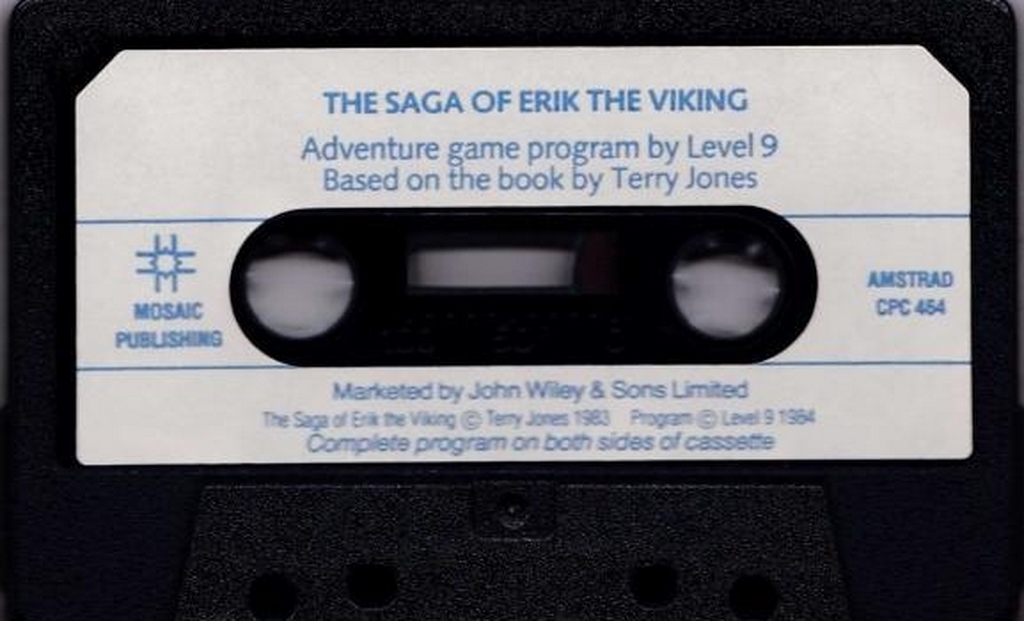 THE SAGA OF ERIK THE VIKING
Adventure game program by Level 9
Based on the book by Terry Jones
MOSAIC
PUBLISHING
AMSTRAD
CPC 464
Marketed by John Wiley & Sons Limited
The Saga of Erik the Viking © Terry Jones 1983 Program © Level 9 1984
Complete program on both sides of cassette